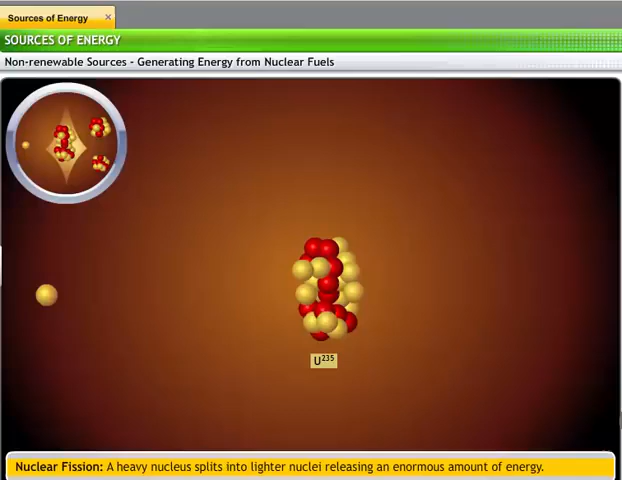 Sources of Energy
SOURCES OF ENERGY
Non-renewable Sources - Generating Energy from Nuclear Fuels
U235
Nuclear Fission: A heavy nucleus splits into lighter nuclei releasing an enormous amount of energy.